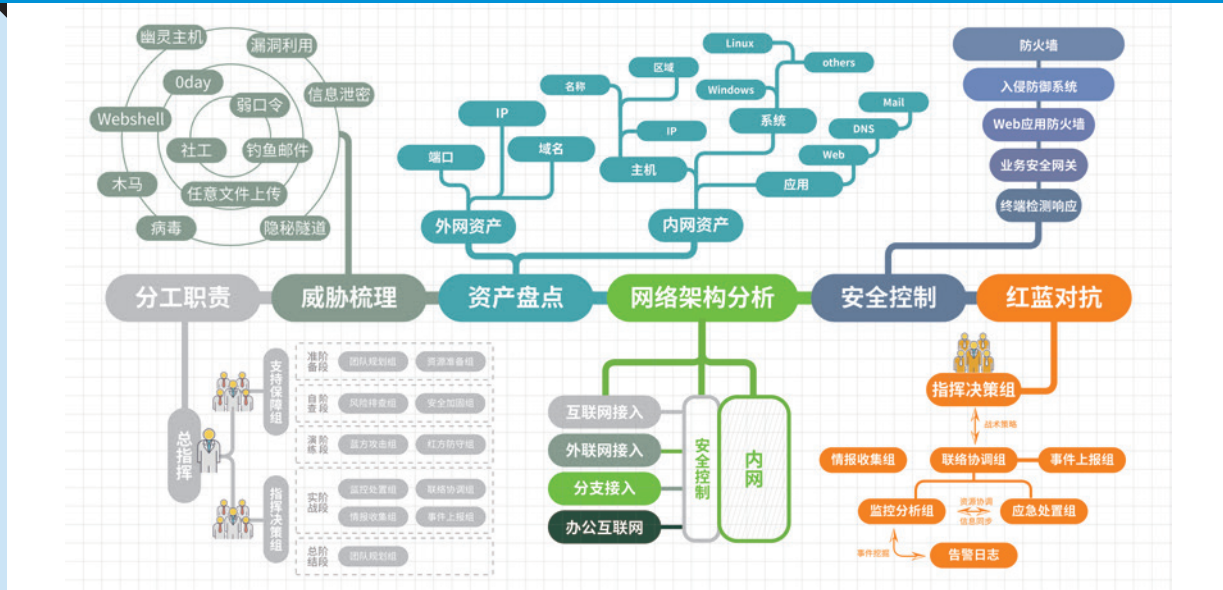 幽灵主机
漏洞利用
0day
信息泄密
弱口令
Webshell
社工
钓鱼邮件
木马
任意文件上传
病毒
隐秘隧道
Linux
others
区域
名称
Windows
IP
系统
Mail
IP
DNS
端口
域名
主机
Web
应用
外网资产
内网资产
防火墙
入侵防御系统
Web应用防火墙
业务安全网关
终端检测响应
分工职责
威胁梳理
资产盘点
网络架构分析
安全控制
红蓝对抗
总指挥
支持保障组
指挥决策组
准备阶段
团队规划组
资源准备组
自查阶段
风险排查组
安全加固组
演练阶段
蓝方攻击组
红方防守组
实战阶段
监控处置组
联络协调组
情报收集组
事件上报组
总结阶段
团队规划组
互联网接入
外联网接入
分支接入
办公互联网
安全控制
内网
指挥决策组
战术策略
情报收集组
联络协调组
事件上报组
监控分析组
资源协调
信息同步
应急处置组
事件挖掘
告警日志